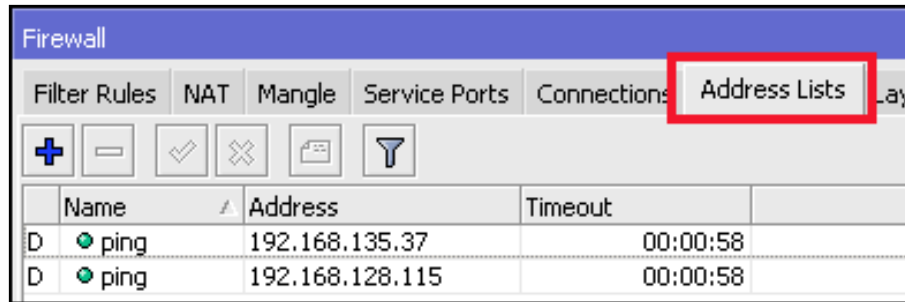 Firewall
Filter Rules NAT Mangle Service Ports Connections Address Lists
Name Address Timeout
D ping 192.168.135.37 00:00:58
D ping 192.168.128.115 00:00:58